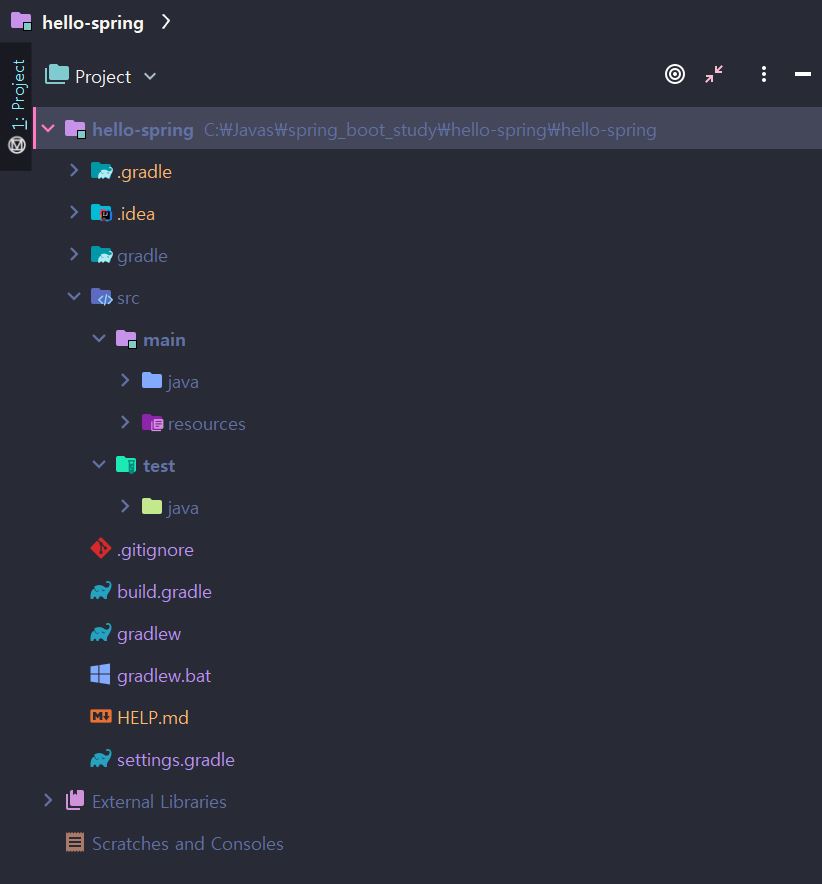 hello-spring
1: Project
Project
hello-spring C:₩Javas₩spring_boot_study₩hello-spring₩hello-spring
.gradle
.idea
gradle
src
main
java
resources
test
java
.gitignore
build.gradle
gradlew
gradlew.bat
HELP.md
settings.gradle
External Libraries
Scratches and Consoles